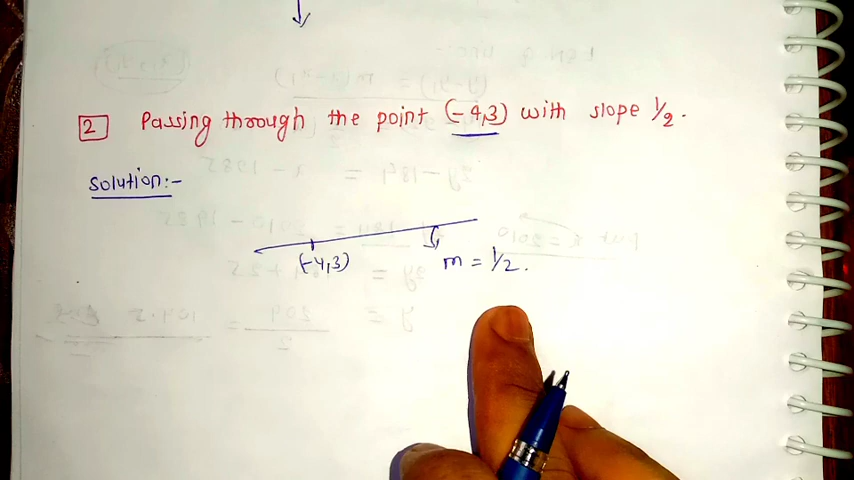 2 Passing through the point (-4,3) with slope 1/2.
Solution:-
(-4,3)
m = 1/2.